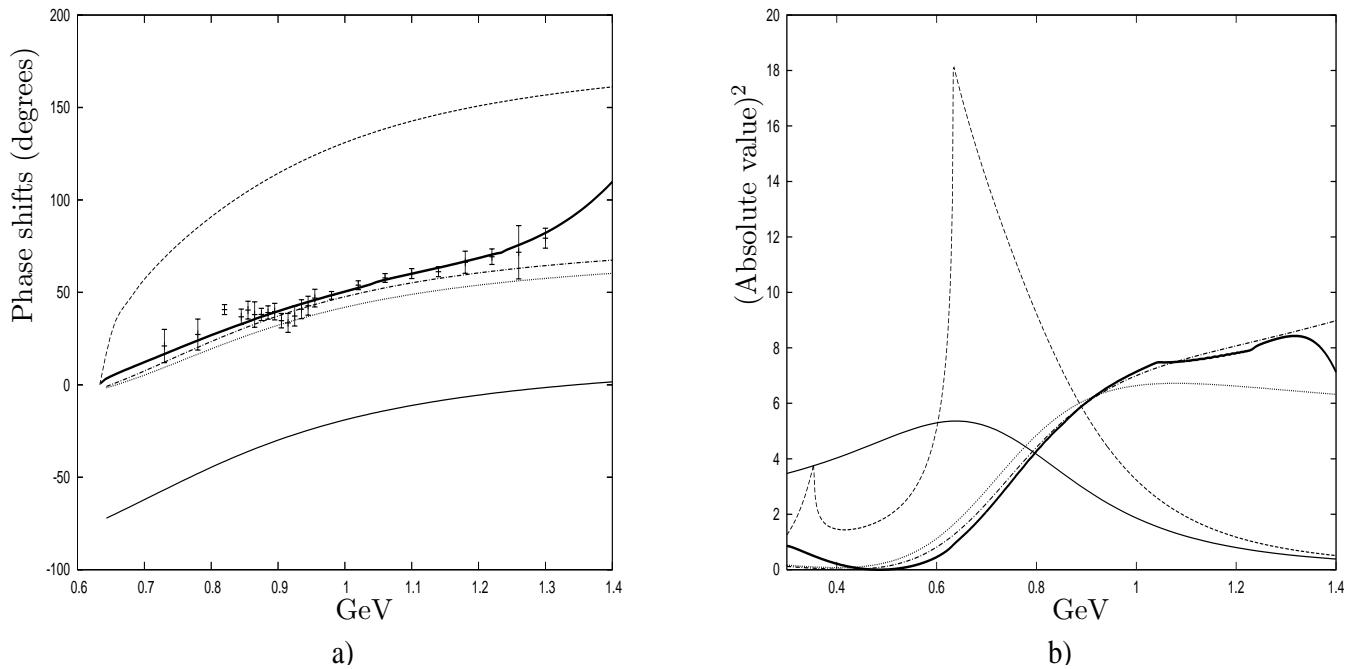 Phase shifts (degrees)
200
150
100
50
0
-50
-100
0.6 0.7 0.8 0.9 1 1.1 1.2 1.3 1.4
GeV
a)
(Absolute value)²
20
18
16
14
12
10
8
6
4
2
0
0.4 0.6 0.8 1 1.2 1.4
GeV
b)